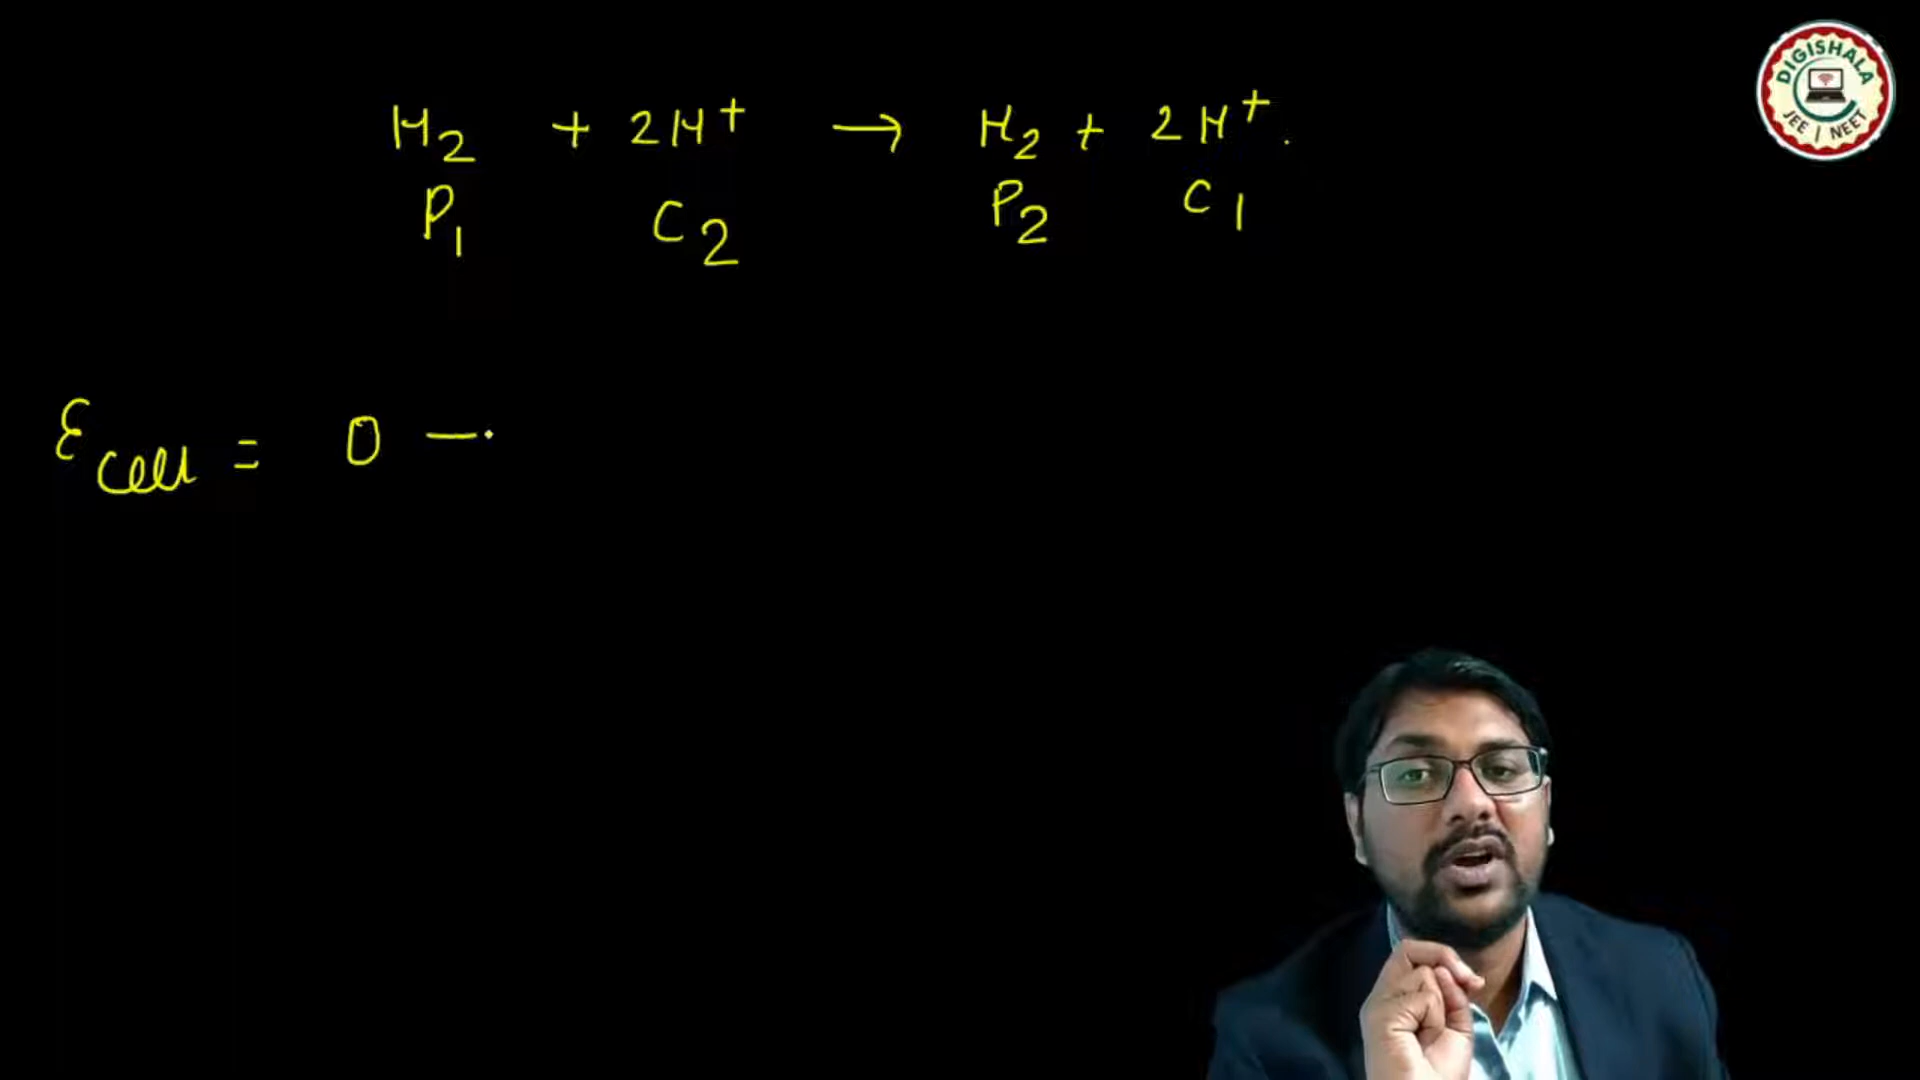 H₂ + 2H⁺ → H₂ + 2H⁺.
P₁ C₂ P₂ C₁
Ecell = 0 —
DIGISHALA
JEE | NEET